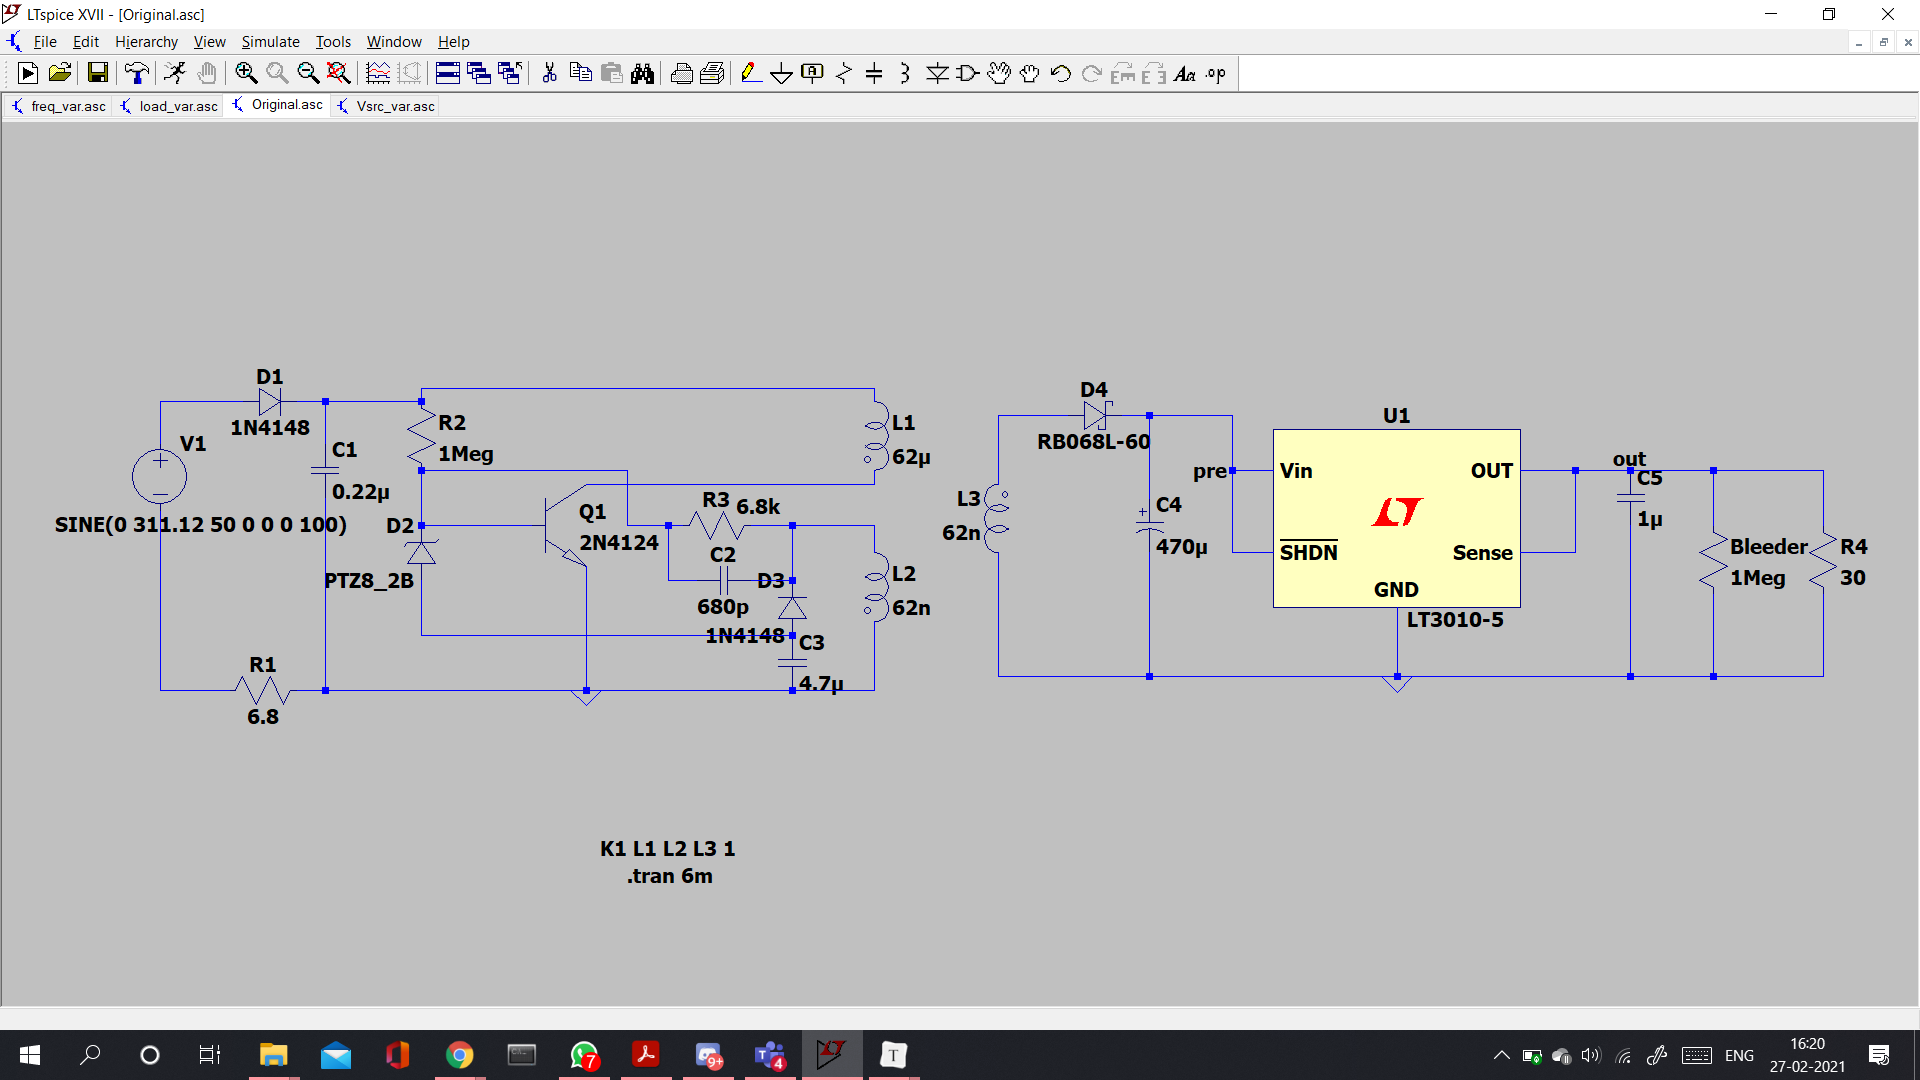 LTspice XVII - [Original.asc]
File Edit Hierarchy View Simulate Tools Window Help
freq_var.asc load_var.asc Original.asc Vsrc_var.asc
D1
1N4148
V1
SINE(0 311.12 50 0 0 0 100)
C1
0.22µ
R1
6.8
R2
1Meg
D2
PTZ8_2B
Q1
2N4124
R3 6.8k
C2
680p
D3
1N4148
C3
4.7µ
L1
62µ
L2
62n
L3
62n
D4
RB068L-60
C4
470µ
pre
U1
Vin
OUT
SHDN
Sense
GND
LT3010-5
out
C5
1µ
Bleeder
1Meg
R4
30
K1 L1 L2 L3 1
.tran 6m
7
9+
4
T
ENG
16:20
27-02-2021